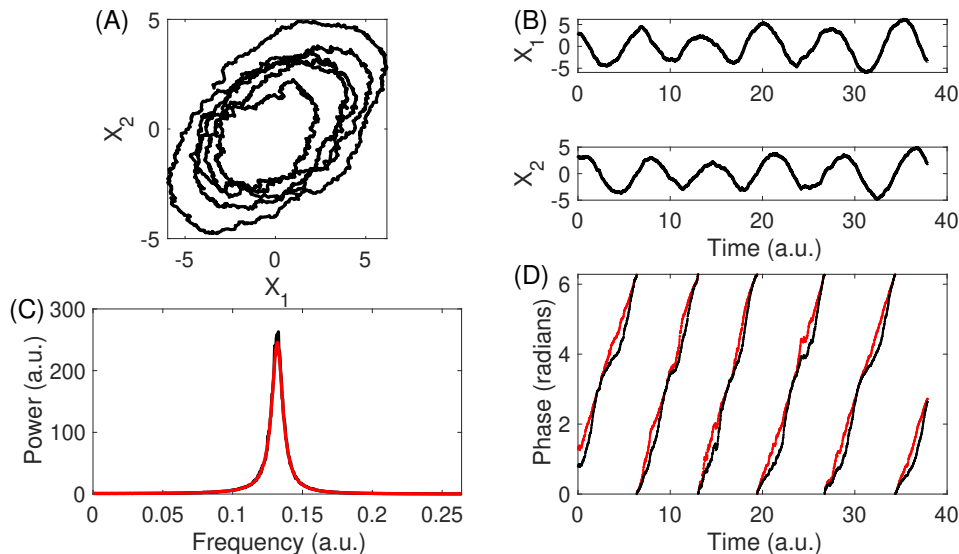 (A)
5
0
-5
X2
-5 0 5
X1
(B)
5
0
-5
X1
0 10 20 30 40
5
0
-5
X2
0 10 20 30 40
Time (a.u.)
(C)
300
200
100
0
Power (a.u.)
0 0.05 0.1 0.15 0.2 0.25
Frequency (a.u.)
(D)
6
4
2
0
Phase (radians)
0 10 20 30 40
Time (a.u.)